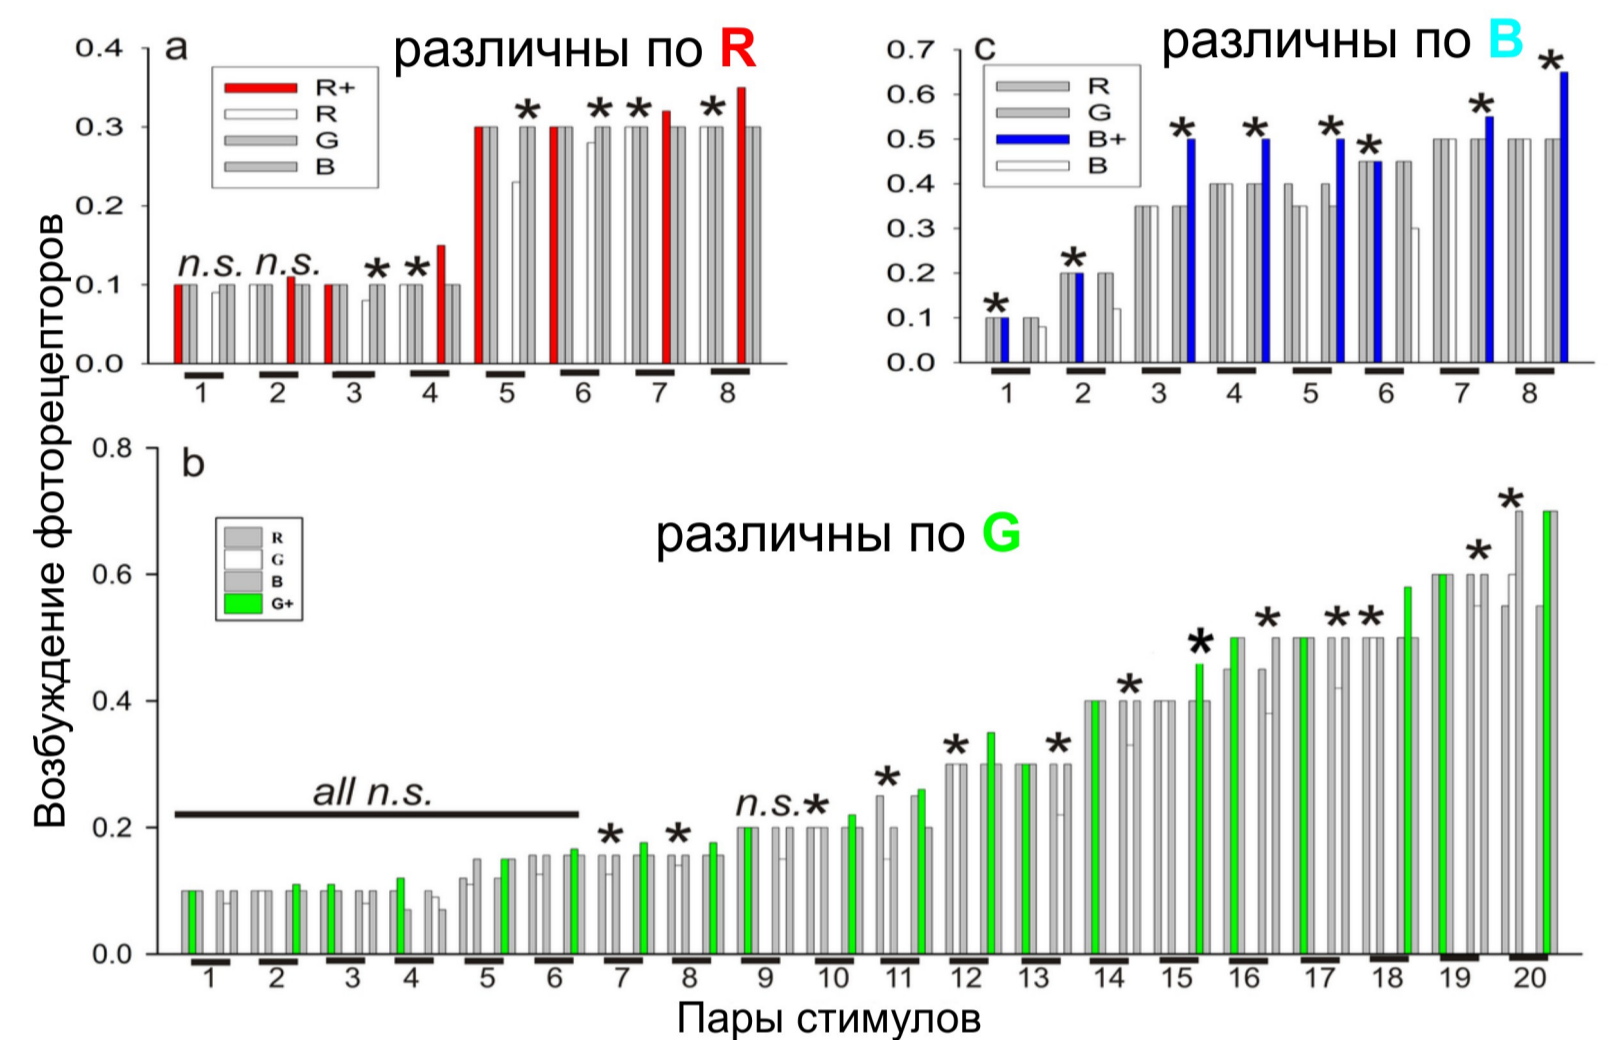 a различны по R
0.4
0.3
0.2
0.1
0.0
R+
R
G
B
n.s. n.s. * * * * * *
1 2 3 4 5 6 7 8
c различны по B
0.7
0.6
0.5
0.4
0.3
0.2
0.1
0.0
R
G
B+
B
* * * * * * * *
1 2 3 4 5 6 7 8
Возбуждение фоторецепторов
b
различны по G
0.8
0.6
0.4
0.2
0.0
R
G
B
G+
all n.s. * * n.s. * * * * * * * * * * *
1 2 3 4 5 6 7 8 9 10 11 12 13 14 15 16 17 18 19 20
Пары стимулов